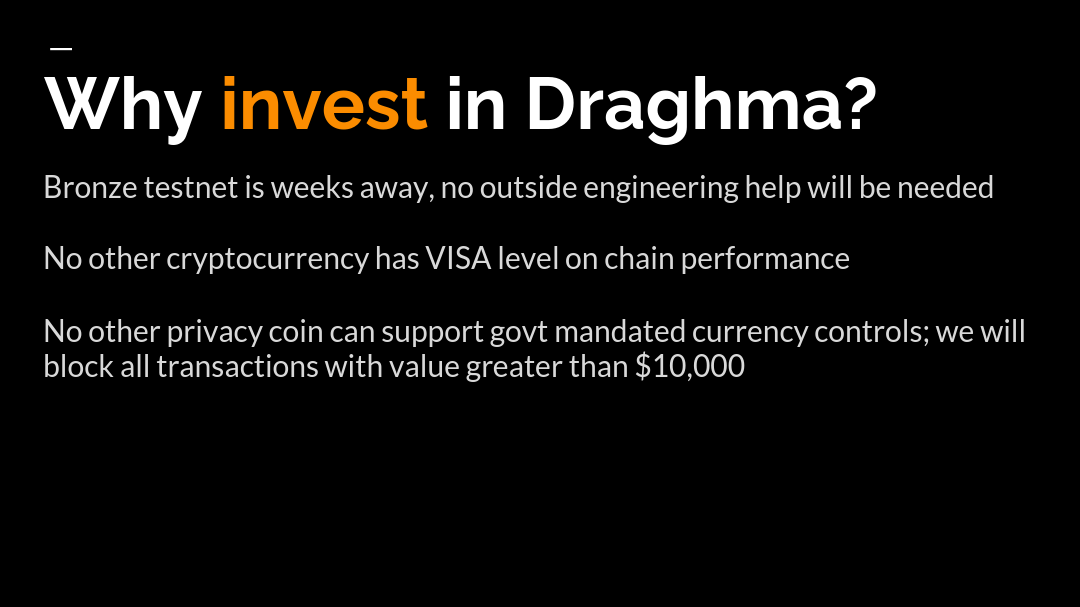 Why invest in Draghma?
Bronze testnet is weeks away, no outside engineering help will be needed
No other cryptocurrency has VISA level on chain performance
No other privacy coin can support govt mandated currency controls; we will
block all transactions with value greater than $10,000